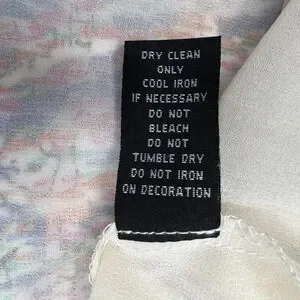 DRY CLEAN
ONLY
COOL IRON
IF NECESSARY
DO NOT
BLEACH
DO NOT
TUMBLE DRY
DO NOT IRON
ON DECORATION